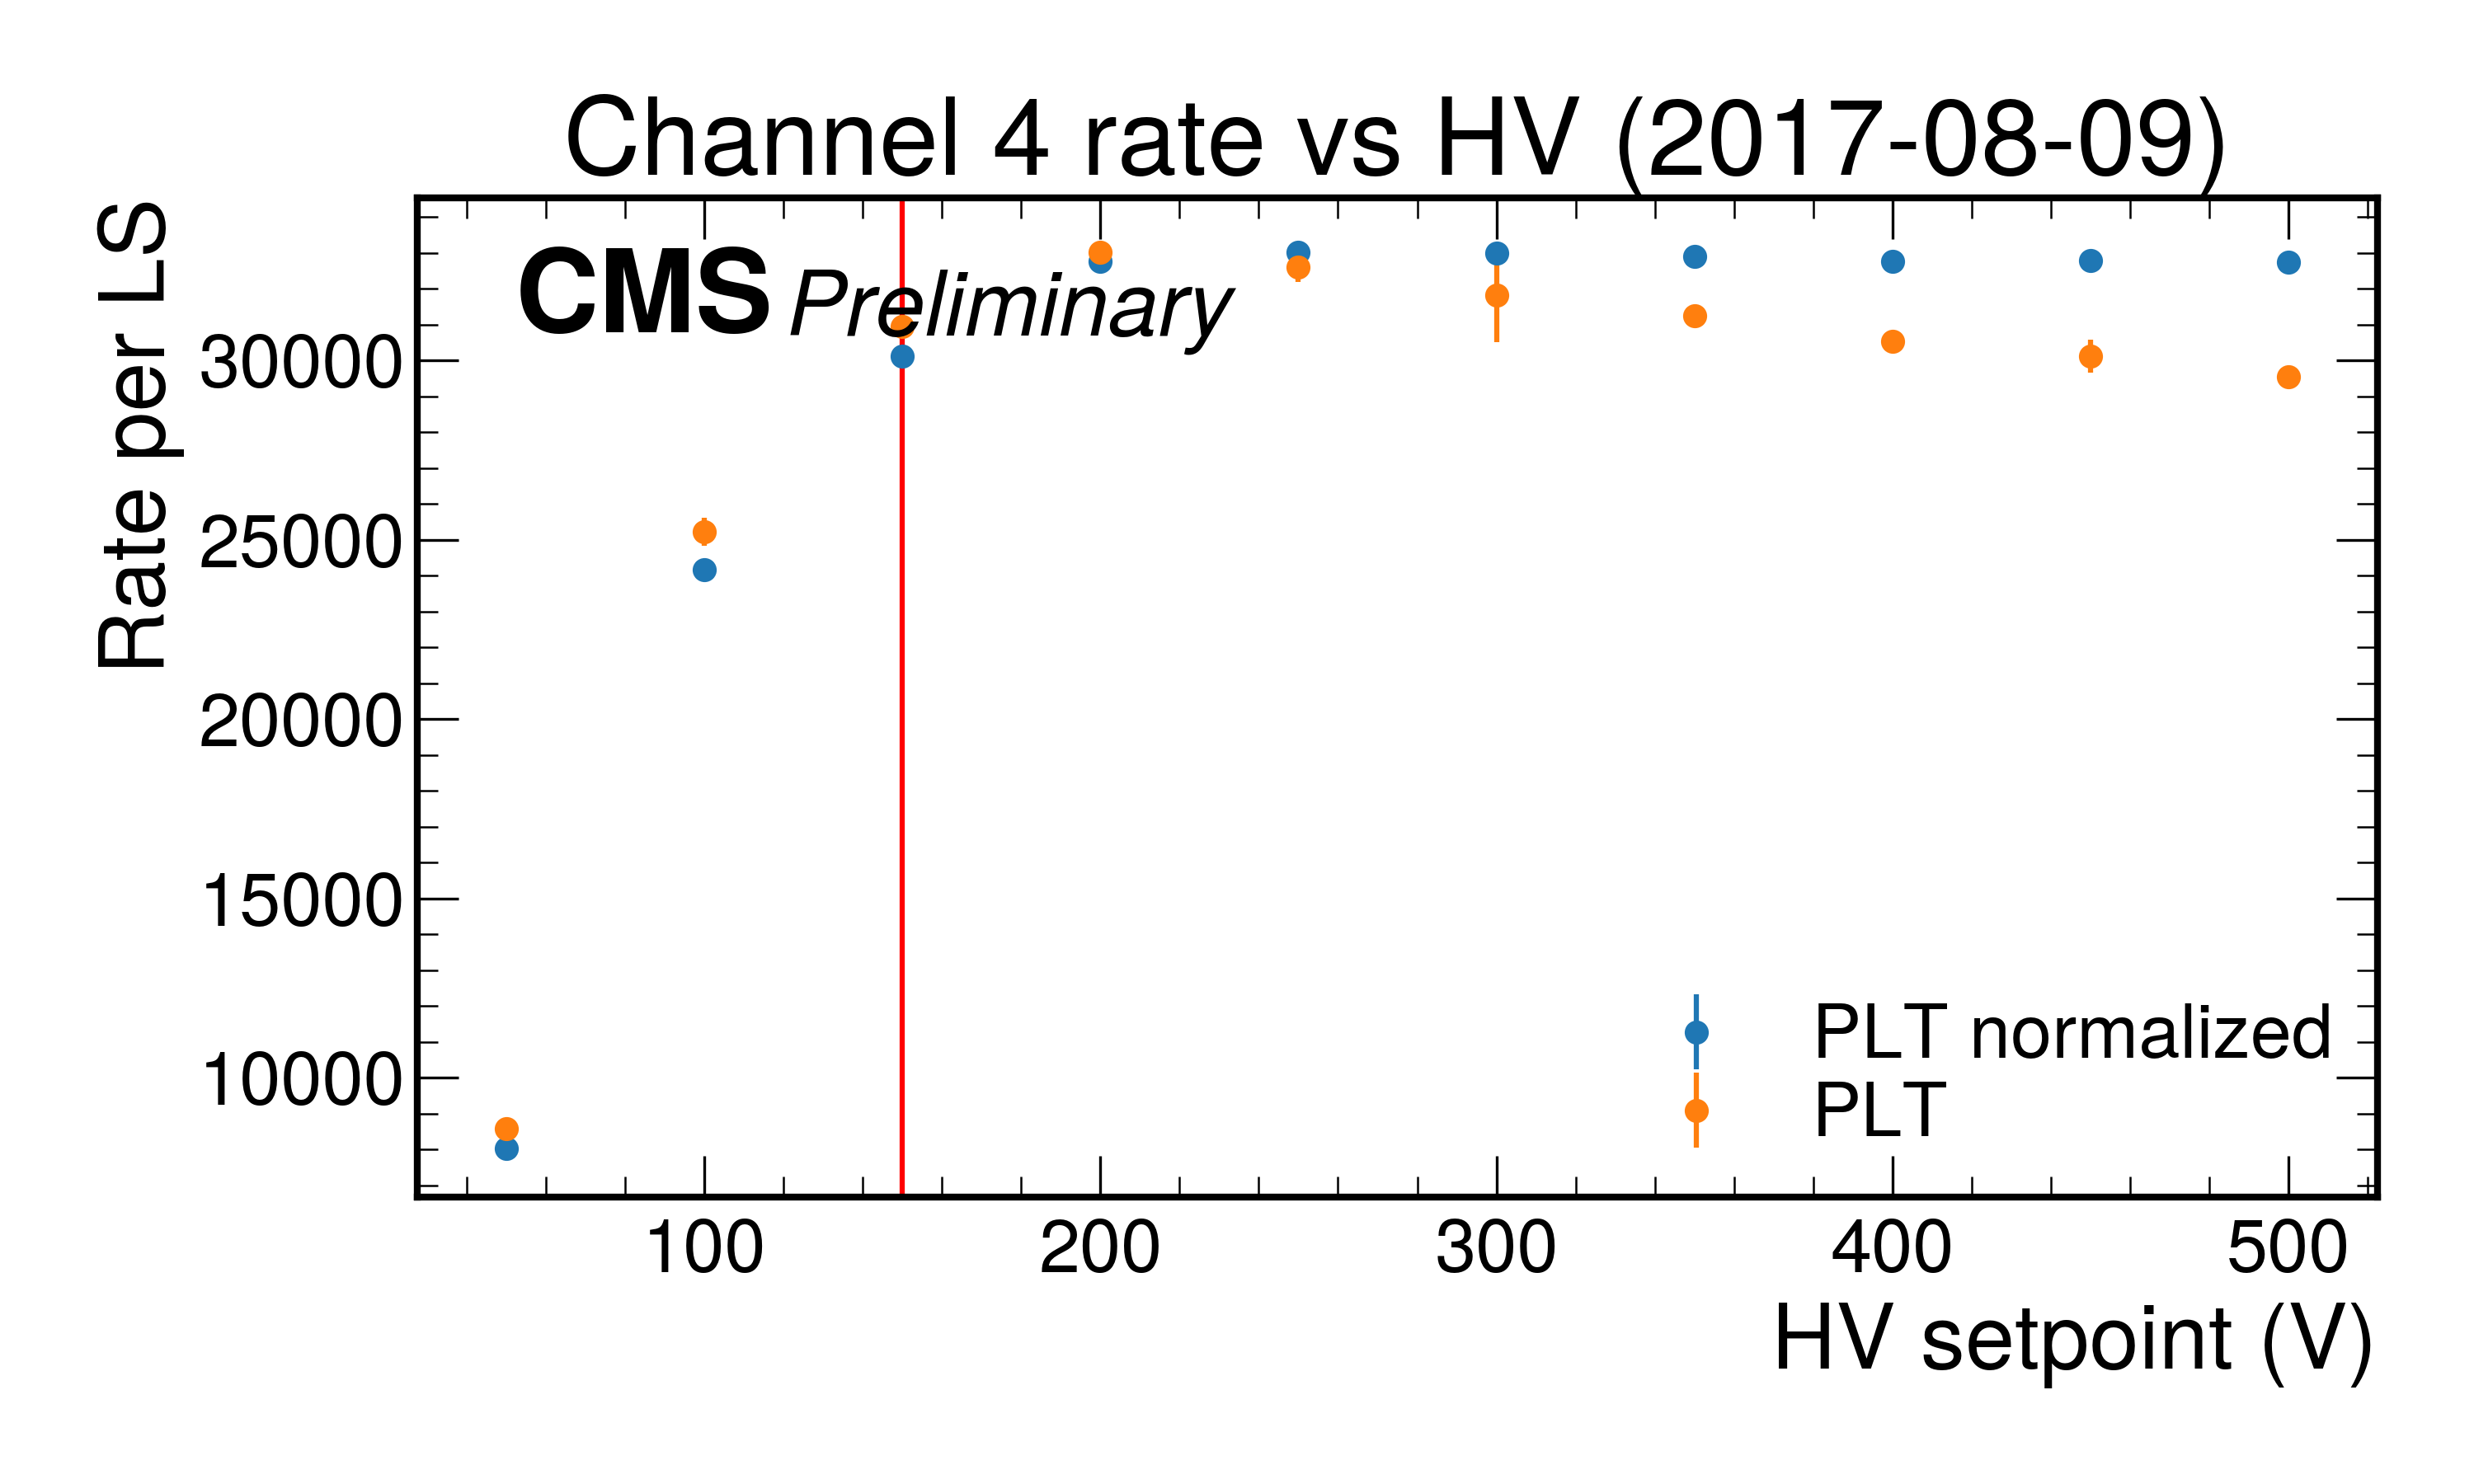 Channel 4 rate vs HV (2017-08-09)
CMS Preliminary
Rate per LS
30000
25000
20000
15000
10000
PLT normalized
PLT
100 200 300 400 500
HV setpoint (V)